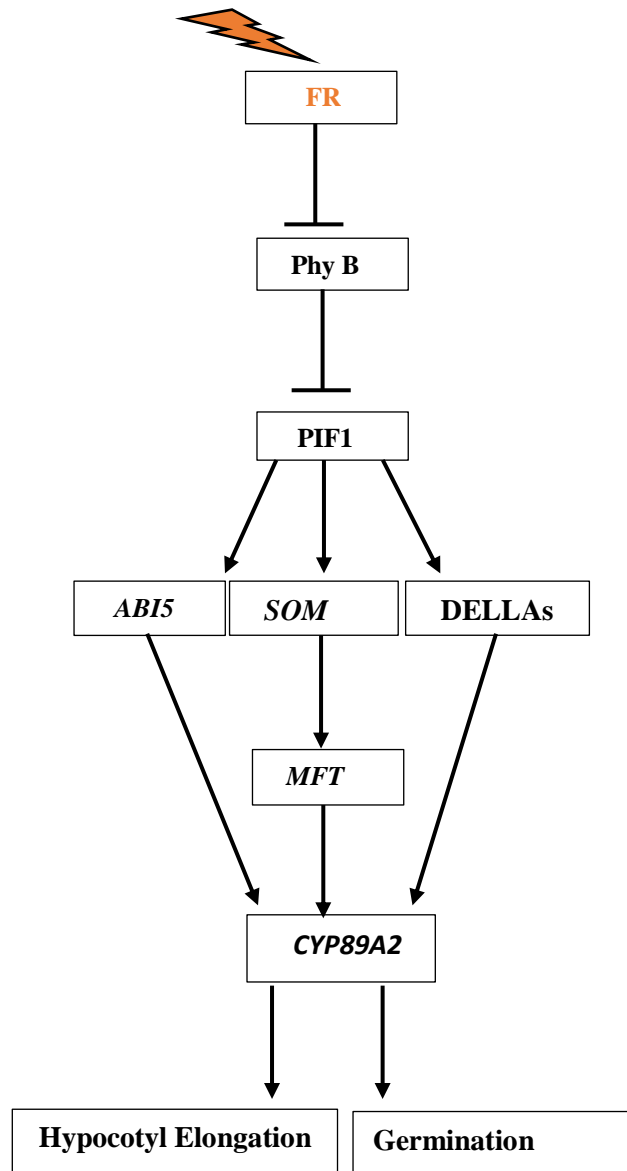 FR
Phy B
PIF1
ABI5 SOM DELLAs
MFT
CYP89A2
Hypocotyl Elongation Germination